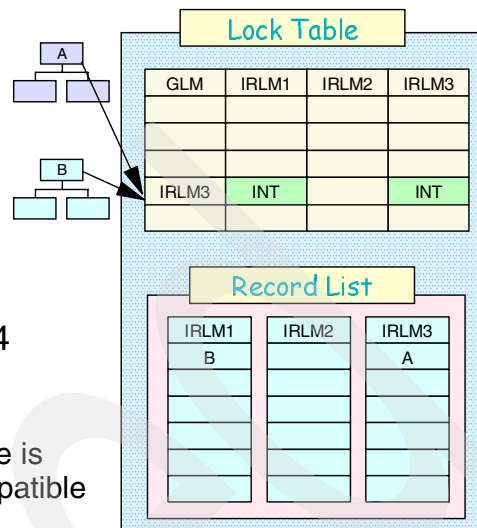 Lock Table
A
GLM IRLM1 IRLM2 IRLM3
B
IRLM3 INT INT
Record List
4
IRLM1 IRLM2 IRLM3
B A
e is
patible